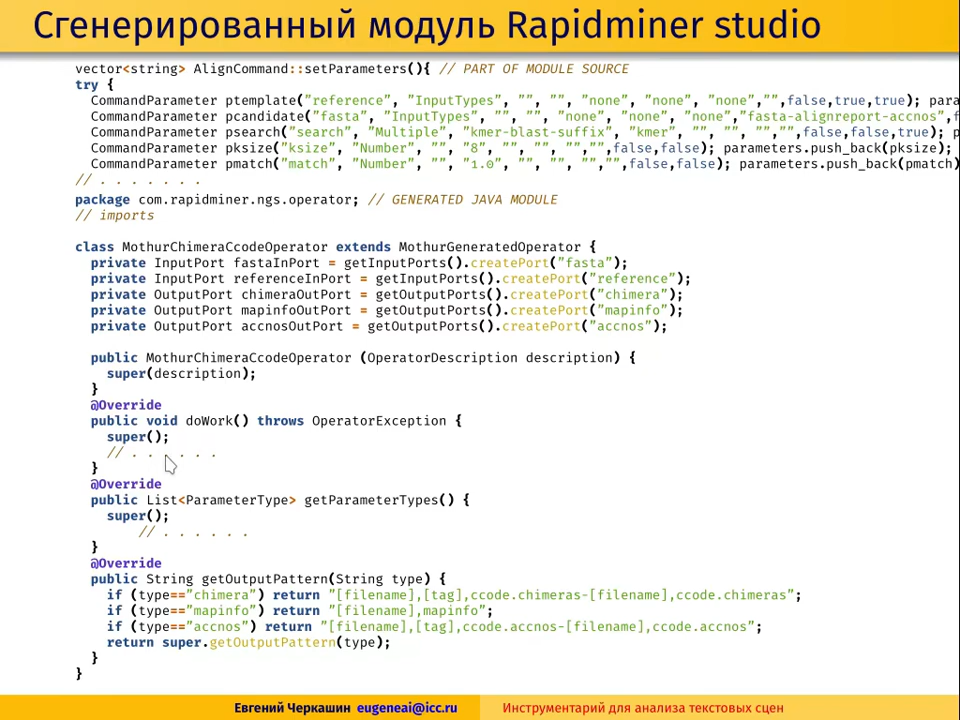 Сгенерированный модуль Rapidminer studio
vector<string> AlignCommand::setParameters(){ // PART OF MODULE SOURCE
try {
CommandParameter ptemplate("reference", "InputTypes", "", "", "none", "none", "none","",false,true,true); para
CommandParameter pcandidate("fasta", "InputTypes", "", "", "none", "none", "none","fasta-alignreport-accnos",f
CommandParameter psearch("search", "Multiple", "kmer-blast-suffix", "kmer", "", "", "","",false,false,true); p
CommandParameter pksize("ksize", "Number", "", "8", "", "", "","",false,false); parameters.push_back(pksize);
CommandParameter pmatch("match", "Number", "", "1.0", "", "", "","",false,false); parameters.push_back(pmatch)
// . . . . . . .
package com.rapidminer.ngs.operator; // GENERATED JAVA MODULE
// imports
class MothurChimeraCcodeOperator extends MothurGeneratedOperator {
private InputPort fastaInPort = getInputPorts().createPort("fasta");
private InputPort referenceInPort = getInputPorts().createPort("reference");
private OutputPort chimeraOutPort = getOutputPorts().createPort("chimera");
private OutputPort mapinfoOutPort = getOutputPorts().createPort("mapinfo");
private OutputPort accnosOutPort = getOutputPorts().createPort("accnos");
public MothurChimeraCcodeOperator (OperatorDescription description) {
super(description);
}
@Override
public void doWork() throws OperatorException {
super();
// . . . . . .
}
@Override
public List<ParameterType> getParameterTypes() {
super();
// . . . . . .
}
@Override
public String getOutputPattern(String type) {
if (type=="chimera") return "[filename],[tag],ccode.chimeras-[filename],ccode.chimeras";
if (type=="mapinfo") return "[filename],mapinfo";
if (type=="accnos") return "[filename],[tag],ccode.accnos-[filename],ccode.accnos";
return super.getOutputPattern(type);
}
}
Евгений Черкашин eugeneai@icc.ru Инструментарий для анализа текстовых сцен